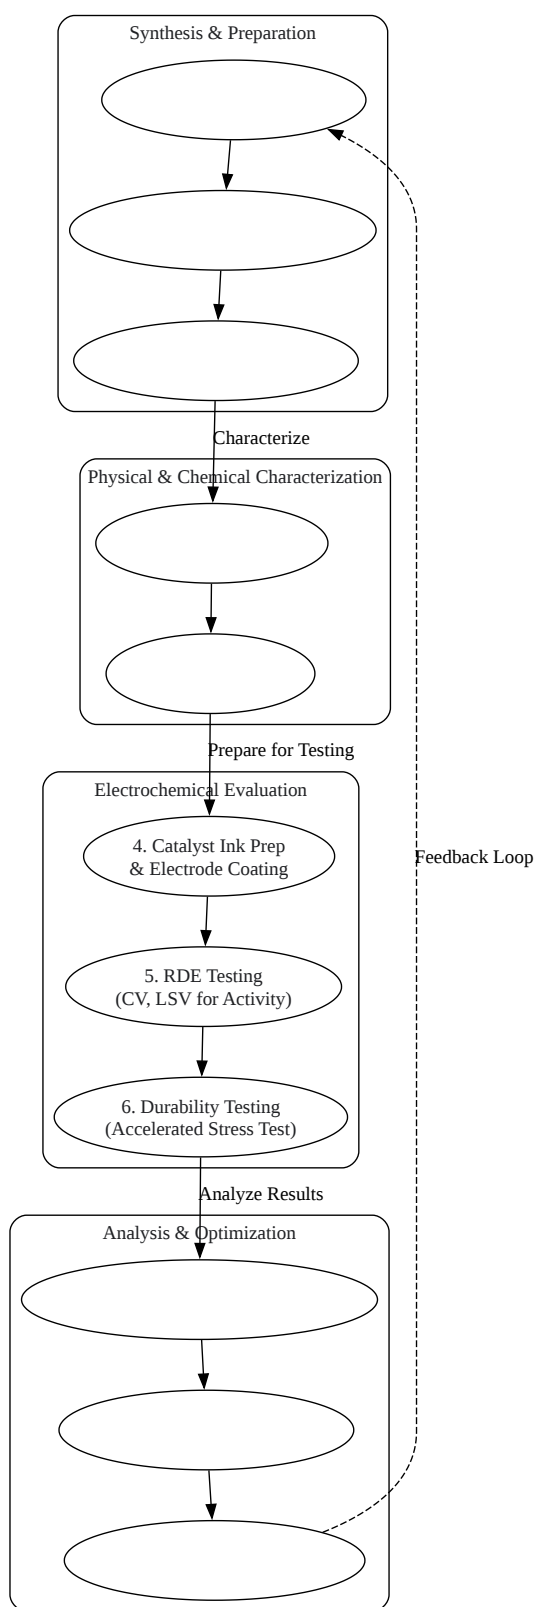 Synthesis & Preparation
Characterize
Physical & Chemical Characterization
Prepare for Testing
Electrochemical Evaluation
4. Catalyst Ink Prep
& Electrode Coating
Feedback Loop
5. RDE Testing
(CV, LSV for Activity)
6. Durability Testing
(Accelerated Stress Test)
Analyze Results
Analysis & Optimization